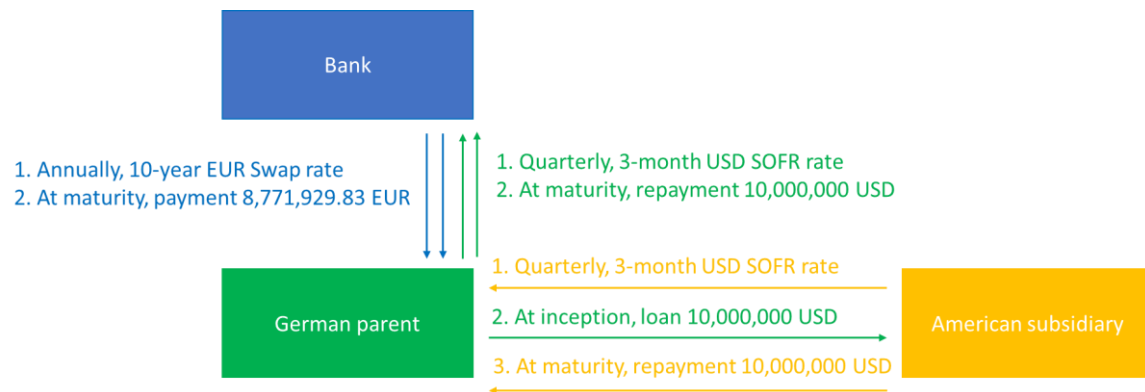 Bank
1. Annually, 10-year EUR Swap rate
2. At maturity, payment 8,771,929.83 EUR
1. Quarterly, 3-month USD SOFR rate
2. At maturity, repayment 10,000,000 USD
1. Quarterly, 3-month USD SOFR rate
German parent
2. At inception, loan 10,000,000 USD
American subsidiary
3. At maturity, repayment 10,000,000 USD